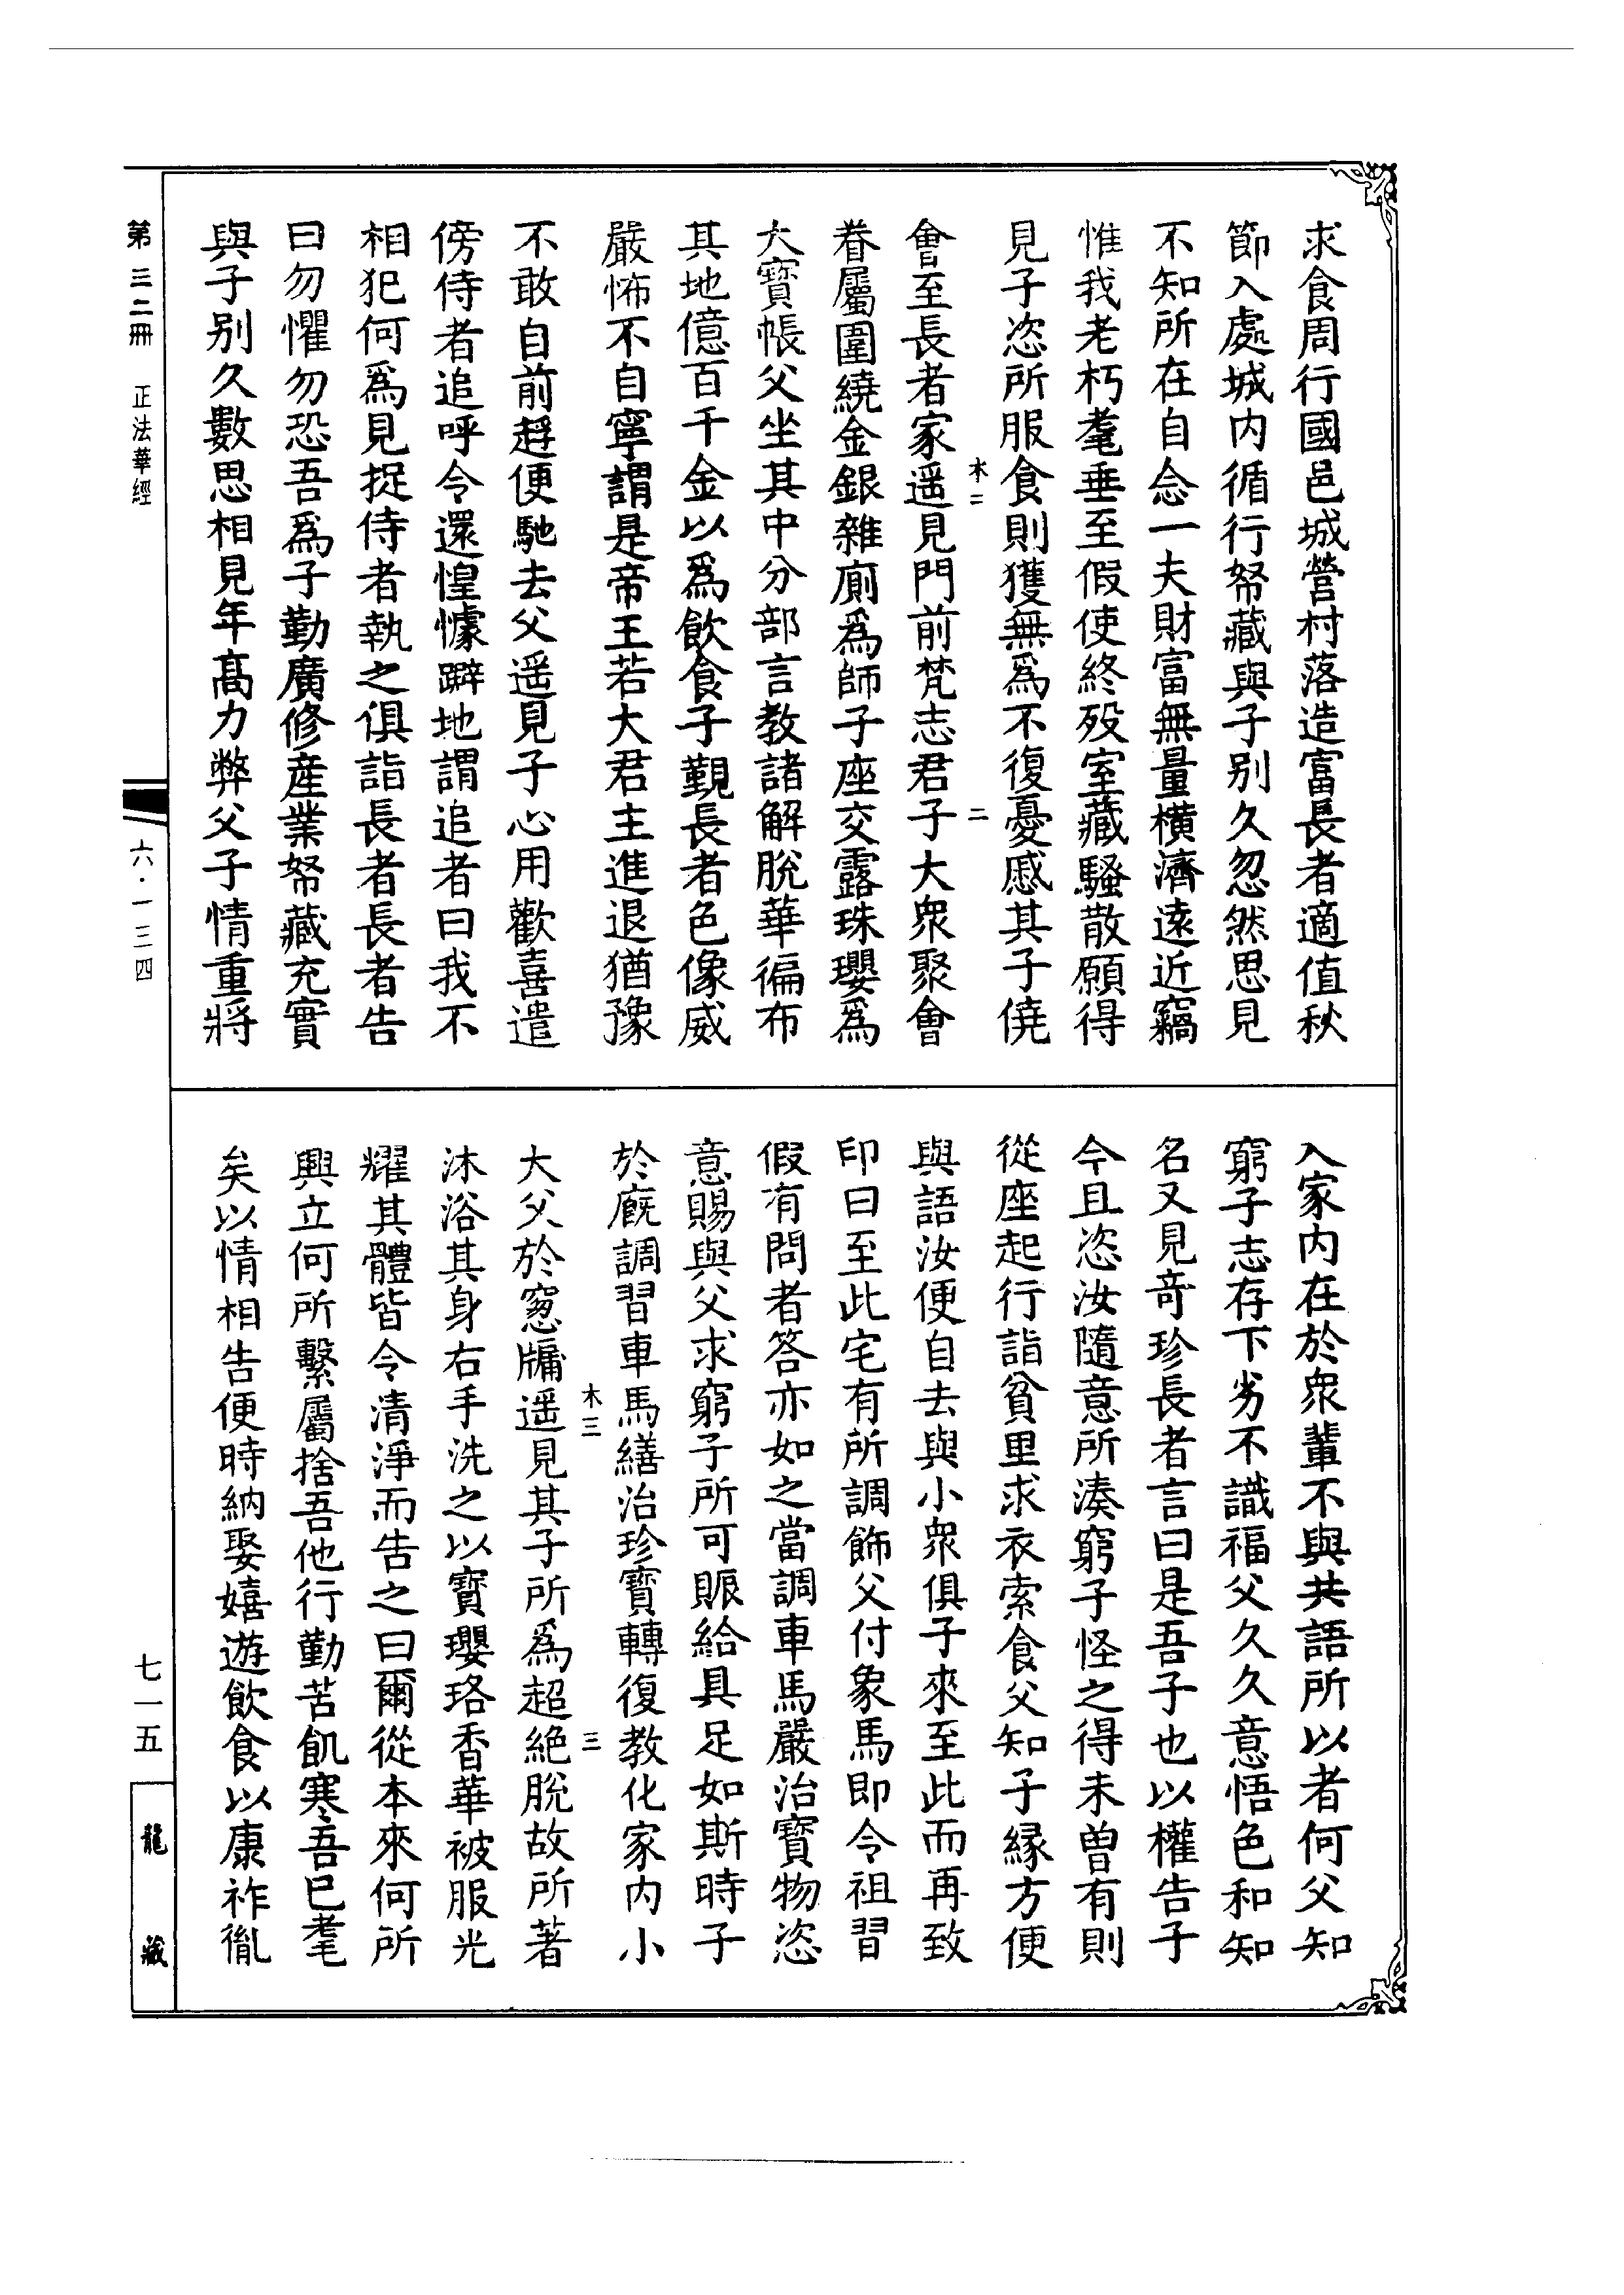 求食周行國邑城營村落造富長者適值秋
節入處城内循行帑藏與子别久忽然思見
不知所在自念一夫財富無量横濟遠近竊
惟我老朽耄垂至假使終殁室藏騷散願得
見子恣所服食則獲無爲不復憂慼其子僥
木二
二
會至長者家遥見門前梵志君子大衆聚會
眷屬圍繞金銀雜廁爲師子座交露珠瓔爲
大寳帳父坐其中分部言教諸解脫華徧布
其地億百千金以爲飲食子覲長者色像威
嚴怖不自寧謂是帝王若大君主進退猶豫
不敢自前趍便馳去父遥見子心用歡喜遣
傍侍者追呼令還惶懅躃地謂追者曰我不
相犯何爲見捉侍者執之俱詣長者長者告
曰勿懼勿恐吾爲子勤廣修産業帑藏充實
與子别久數思相見年髙力弊父子情重將
入家内在於衆輩不與共語所以者何父知
窮子志存下劣不識福父久久意悟色和知
名又見竒珍長者言曰是吾子也以權告子
今且恣汝隨意所湊窮子怪之得未曽有則
從座起行詣貧里求衣索食父知子縁方便
與語汝便自去與小衆俱子來至此而再致
印曰至此宅有所調飾父付象馬即令祖習
假有問者答亦如之當調車馬嚴治寳物恣
意賜與父求窮子所可賑給具足如斯時子
於廐調習車馬繕治珍寳轉復教化家内小
木三
三
大父於窻牖遥見其子所爲超絶脫故所著
沐浴其身右手洗之以寳瓔珞香華被服光
耀其體皆令清淨而告之曰爾從本來何所
興立何所繫屬捨吾他行勤苦飢寒吾已耄
矣以情相告便時納娶嬉遊飲食以康祚胤
第三二冊　正法華經
六·一三四
七一五
龍藏